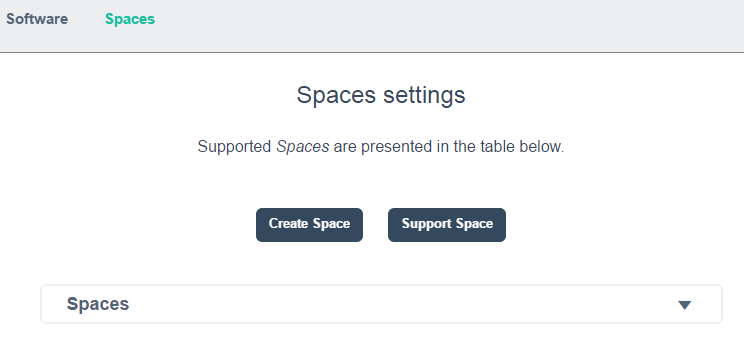 Software Spaces
Spaces settings
Supported Spaces are presented in the table below.
Create Space Support Space
Spaces